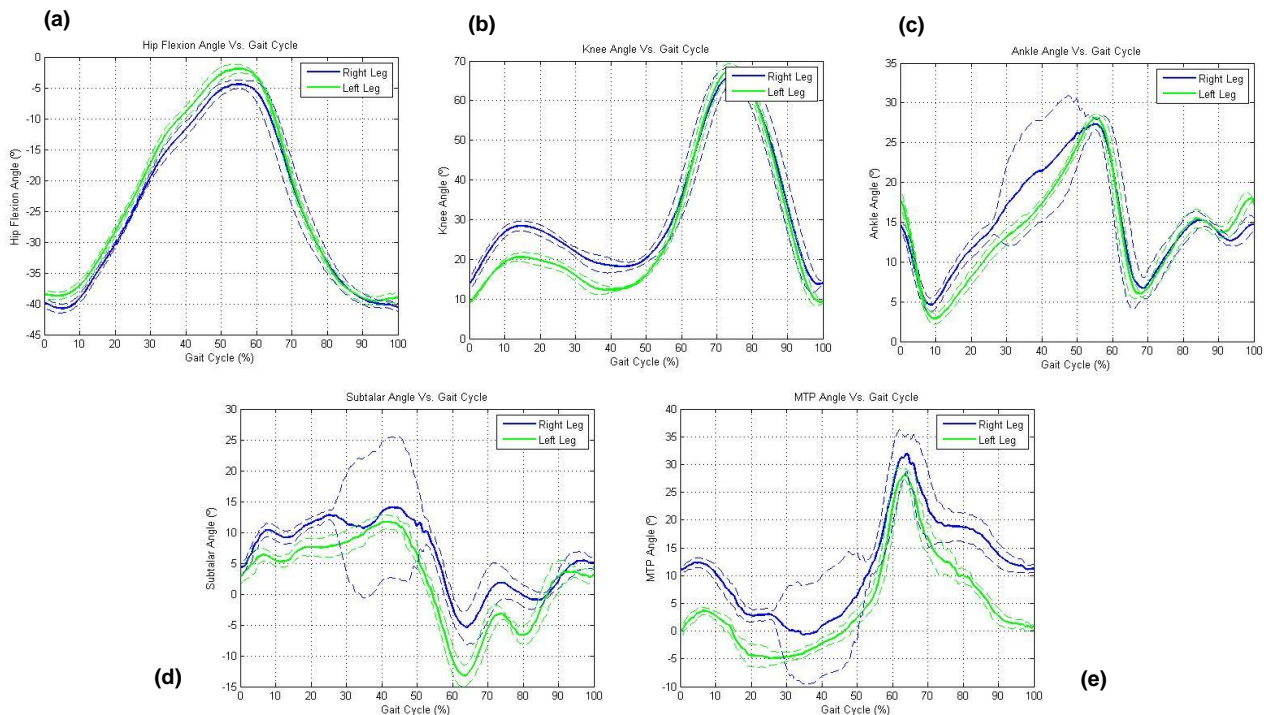 (a)
Hip Flexion Angle Vs. Gait Cycle
Right Leg
Left Leg
0
-5
-10
-15
-20
-25
-30
-35
-40
-45
Hip Flexion Angle (º)
0 10 20 30 40 50 60 70 80 90 100
Gait Cycle (%)
(b)
Knee Angle Vs. Gait Cycle
Right Leg
Left Leg
70
60
50
40
30
20
10
0
Knee Angle (º)
0 10 20 30 40 50 60 70 80 90 100
Gait Cycle (%)
(c)
Ankle Angle Vs. Gait Cycle
Right Leg
Left Leg
35
30
25
20
15
10
5
0
Ankle Angle (º)
0 10 20 30 40 50 60 70 80 90 100
Gait Cycle (%)
(d)
Subtalar Angle Vs. Gait Cycle
Right Leg
Left Leg
30
25
20
15
10
5
0
-5
-10
-15
Subtalar Angle (º)
0 10 20 30 40 50 60 70 80 90 100
Gait Cycle (%)
MTP Angle Vs. Gait Cycle
Right Leg
Left Leg
40
35
30
25
20
15
10
5
0
-5
-10
MTP Angle (º)
0 10 20 30 40 50 60 70 80 90 100
Gait Cycle (%)
(e)